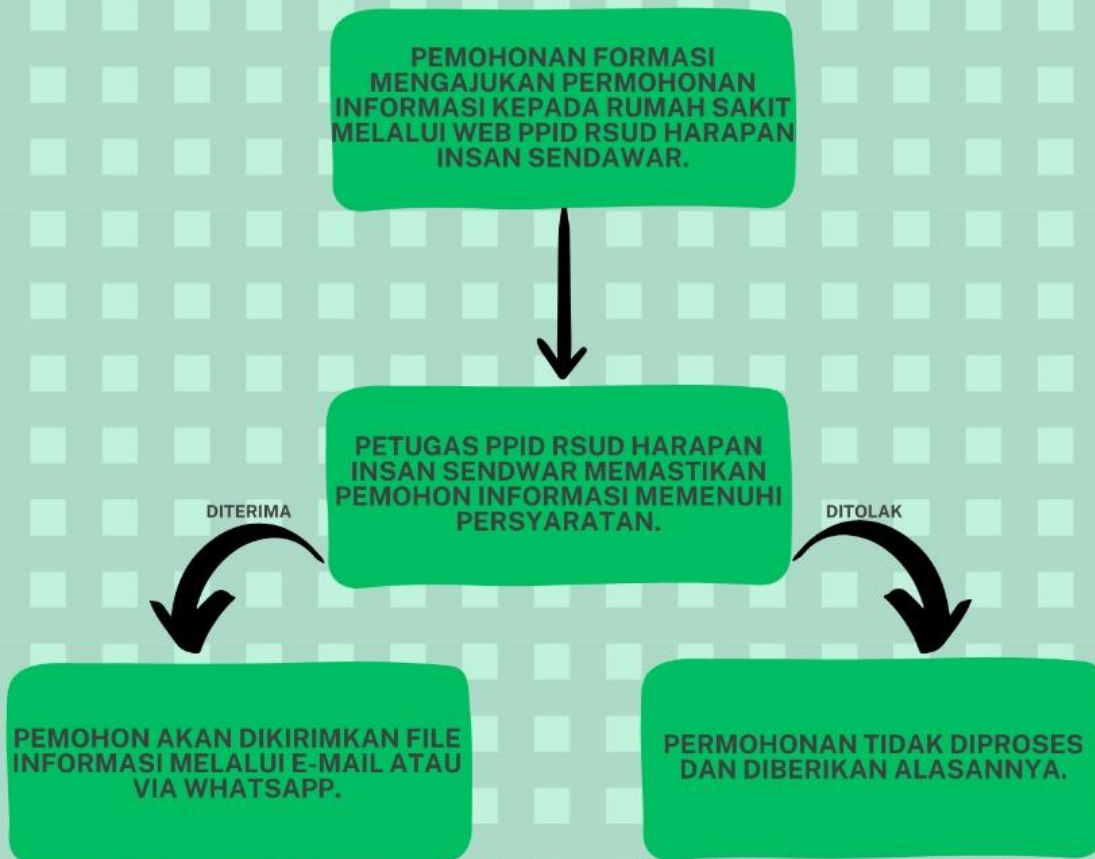 PEMOHONAN FORMASI
MENGAJUKAN PERMOHONAN
INFORMASI KEPADA RUMAH SAKIT
MELALUI WEB PPID RSUD HARAPAN
INSAN SENDAWAR.
PETUGAS PPID RSUD HARAPAN
INSAN SENDWAR MEMASTIKAN
PEMOHON INFORMASI MEMENUHI
PERSYARATAN.
DITERIMA
DITOLAK
PEMOHON AKAN DIKIRIMKAN FILE
INFORMASI MELALUI E-MAIL ATAU
VIA WHATSAPP.
PERMOHONAN TIDAK DIPROSES
DAN DIBERIKAN ALASANNYA.